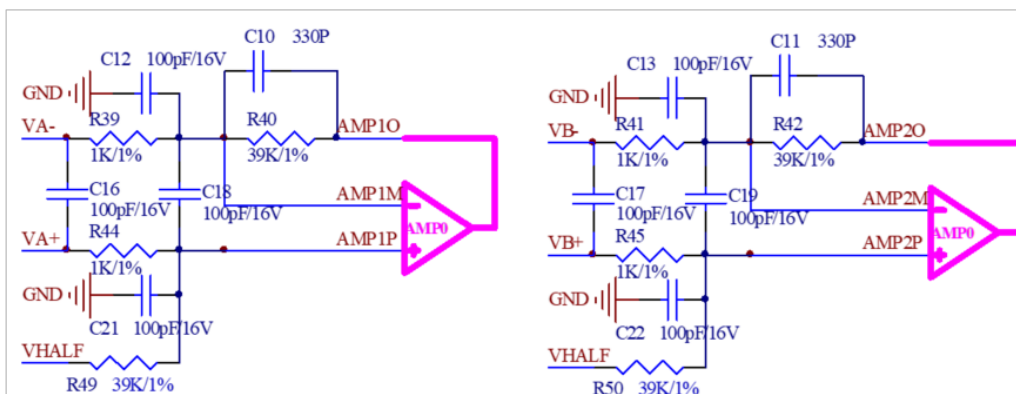 C10 330P
C12 100pF/16V
GND
VA-
R39
R40
AMP1O
1K/1%
39K/1%
C16
100pF/16V
C18
100pF/16V
AMP1M
VA+
R44
AMP1P
AMP0
1K/1%
GND
C21 100pF/16V
VHALF
R49 39K/1%
C11 330P
C13 100pF/16V
GND
VB-
R41
R42
AMP2O
1K/1%
39K/1%
C17
100pF/16V
C19
100pF/16V
AMP2M
VB+
R45
AMP2P
AMP0
1K/1%
GND
C22 100pF/16V
VHALF
R50 39K/1%